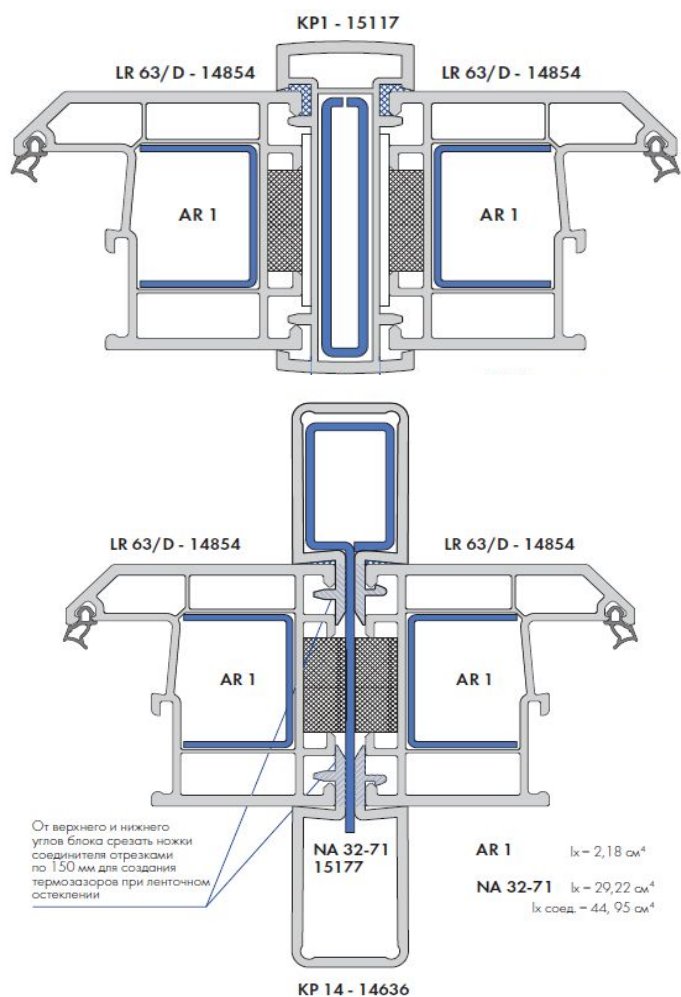 KP1 - 15117
LR 63/D - 14854
LR 63/D - 14854
AR 1
AR 1
LR 63/D - 14854
LR 63/D - 14854
AR 1
AR 1
От верхнего и нижнего
углов блока срезать ножки
соединителя отрезками
по 150 мм для создания
термозазоров при ленточном
остеклении
NA 32-71
15177
AR 1 Ix = 2,18 см⁴
NA 32-71 Ix = 29,22 см⁴
Ix соед. = 44, 95 см⁴
KP 14 - 14636